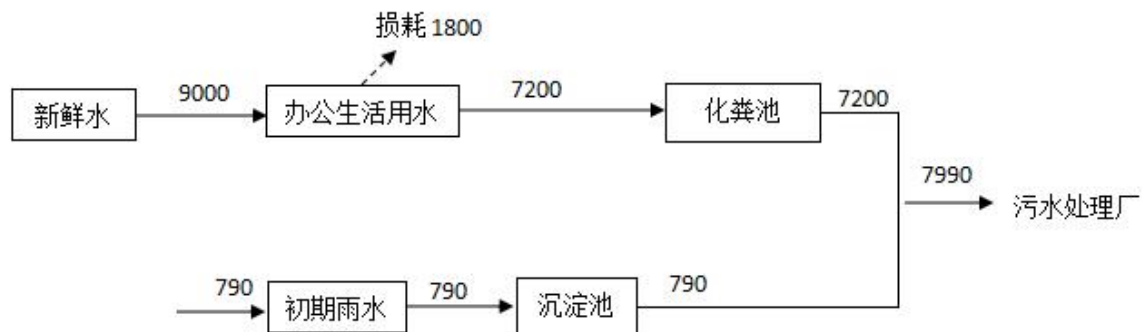 损耗 1800
新鲜水
9000
办公生活用水
7200
化粪池
7200
7990
污水处理厂
790
初期雨水
790
沉淀池
790